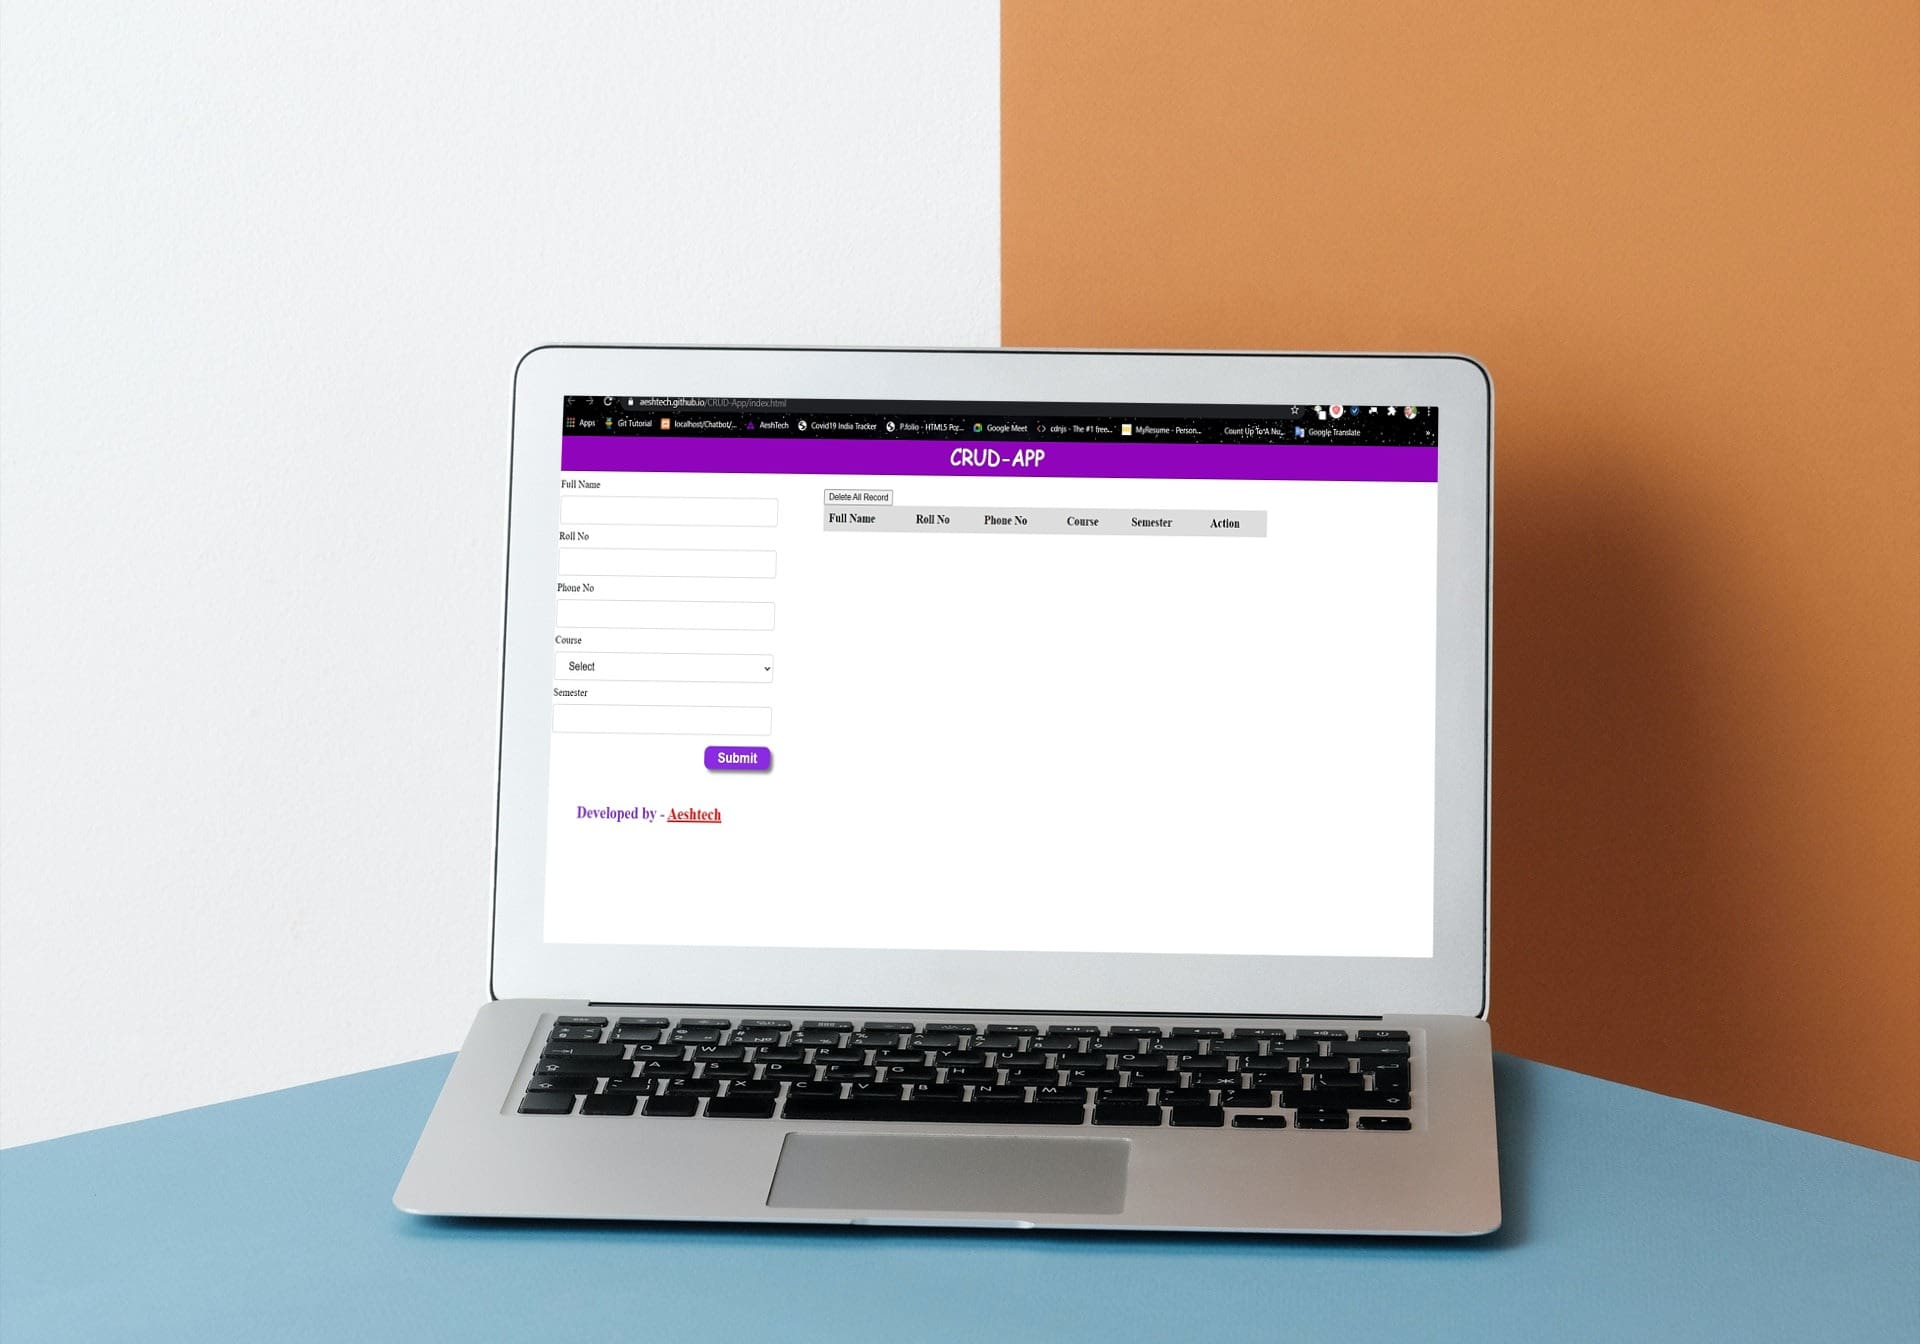 aeshtech.github.io/CRUD-App/index.html
Apps Git Tutorial localhost/Chatbot/... AeshTech Covid19 India Tracker P.folio - HTML5 Por... Google Meet cdnjs - The #1 free... MyResume - Person... Count Up To A Nu... Google Translate »
CRUD-APP
Full Name
Roll No
Phone No
Course
Select
Semester
Submit
Developed by - Aeshtech
Delete All Record
Full Name Roll No Phone No Course Semester Action
Q W E R T Y U I O P
A S D F G H J K L
Z X C V B N M